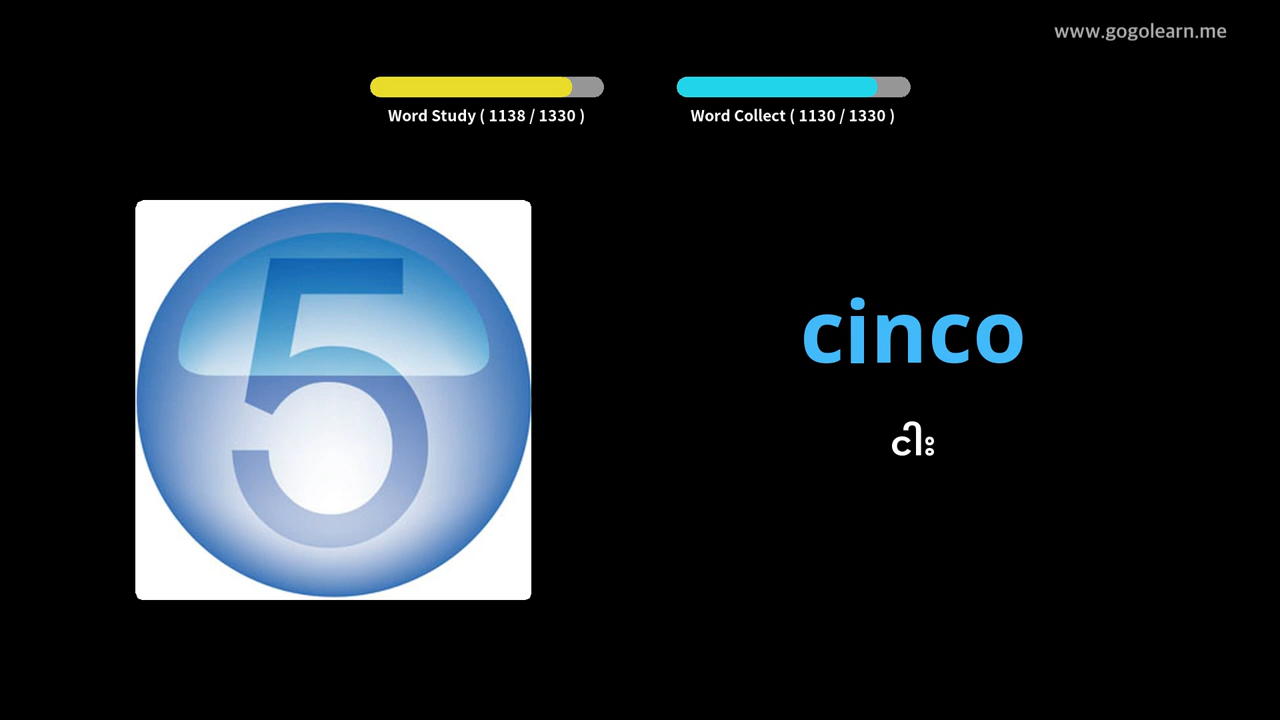 www.gogolearn.me
Word Study ( 1138 / 1330 )
Word Collect ( 1130 / 1330 )
5
cinco
ငါး